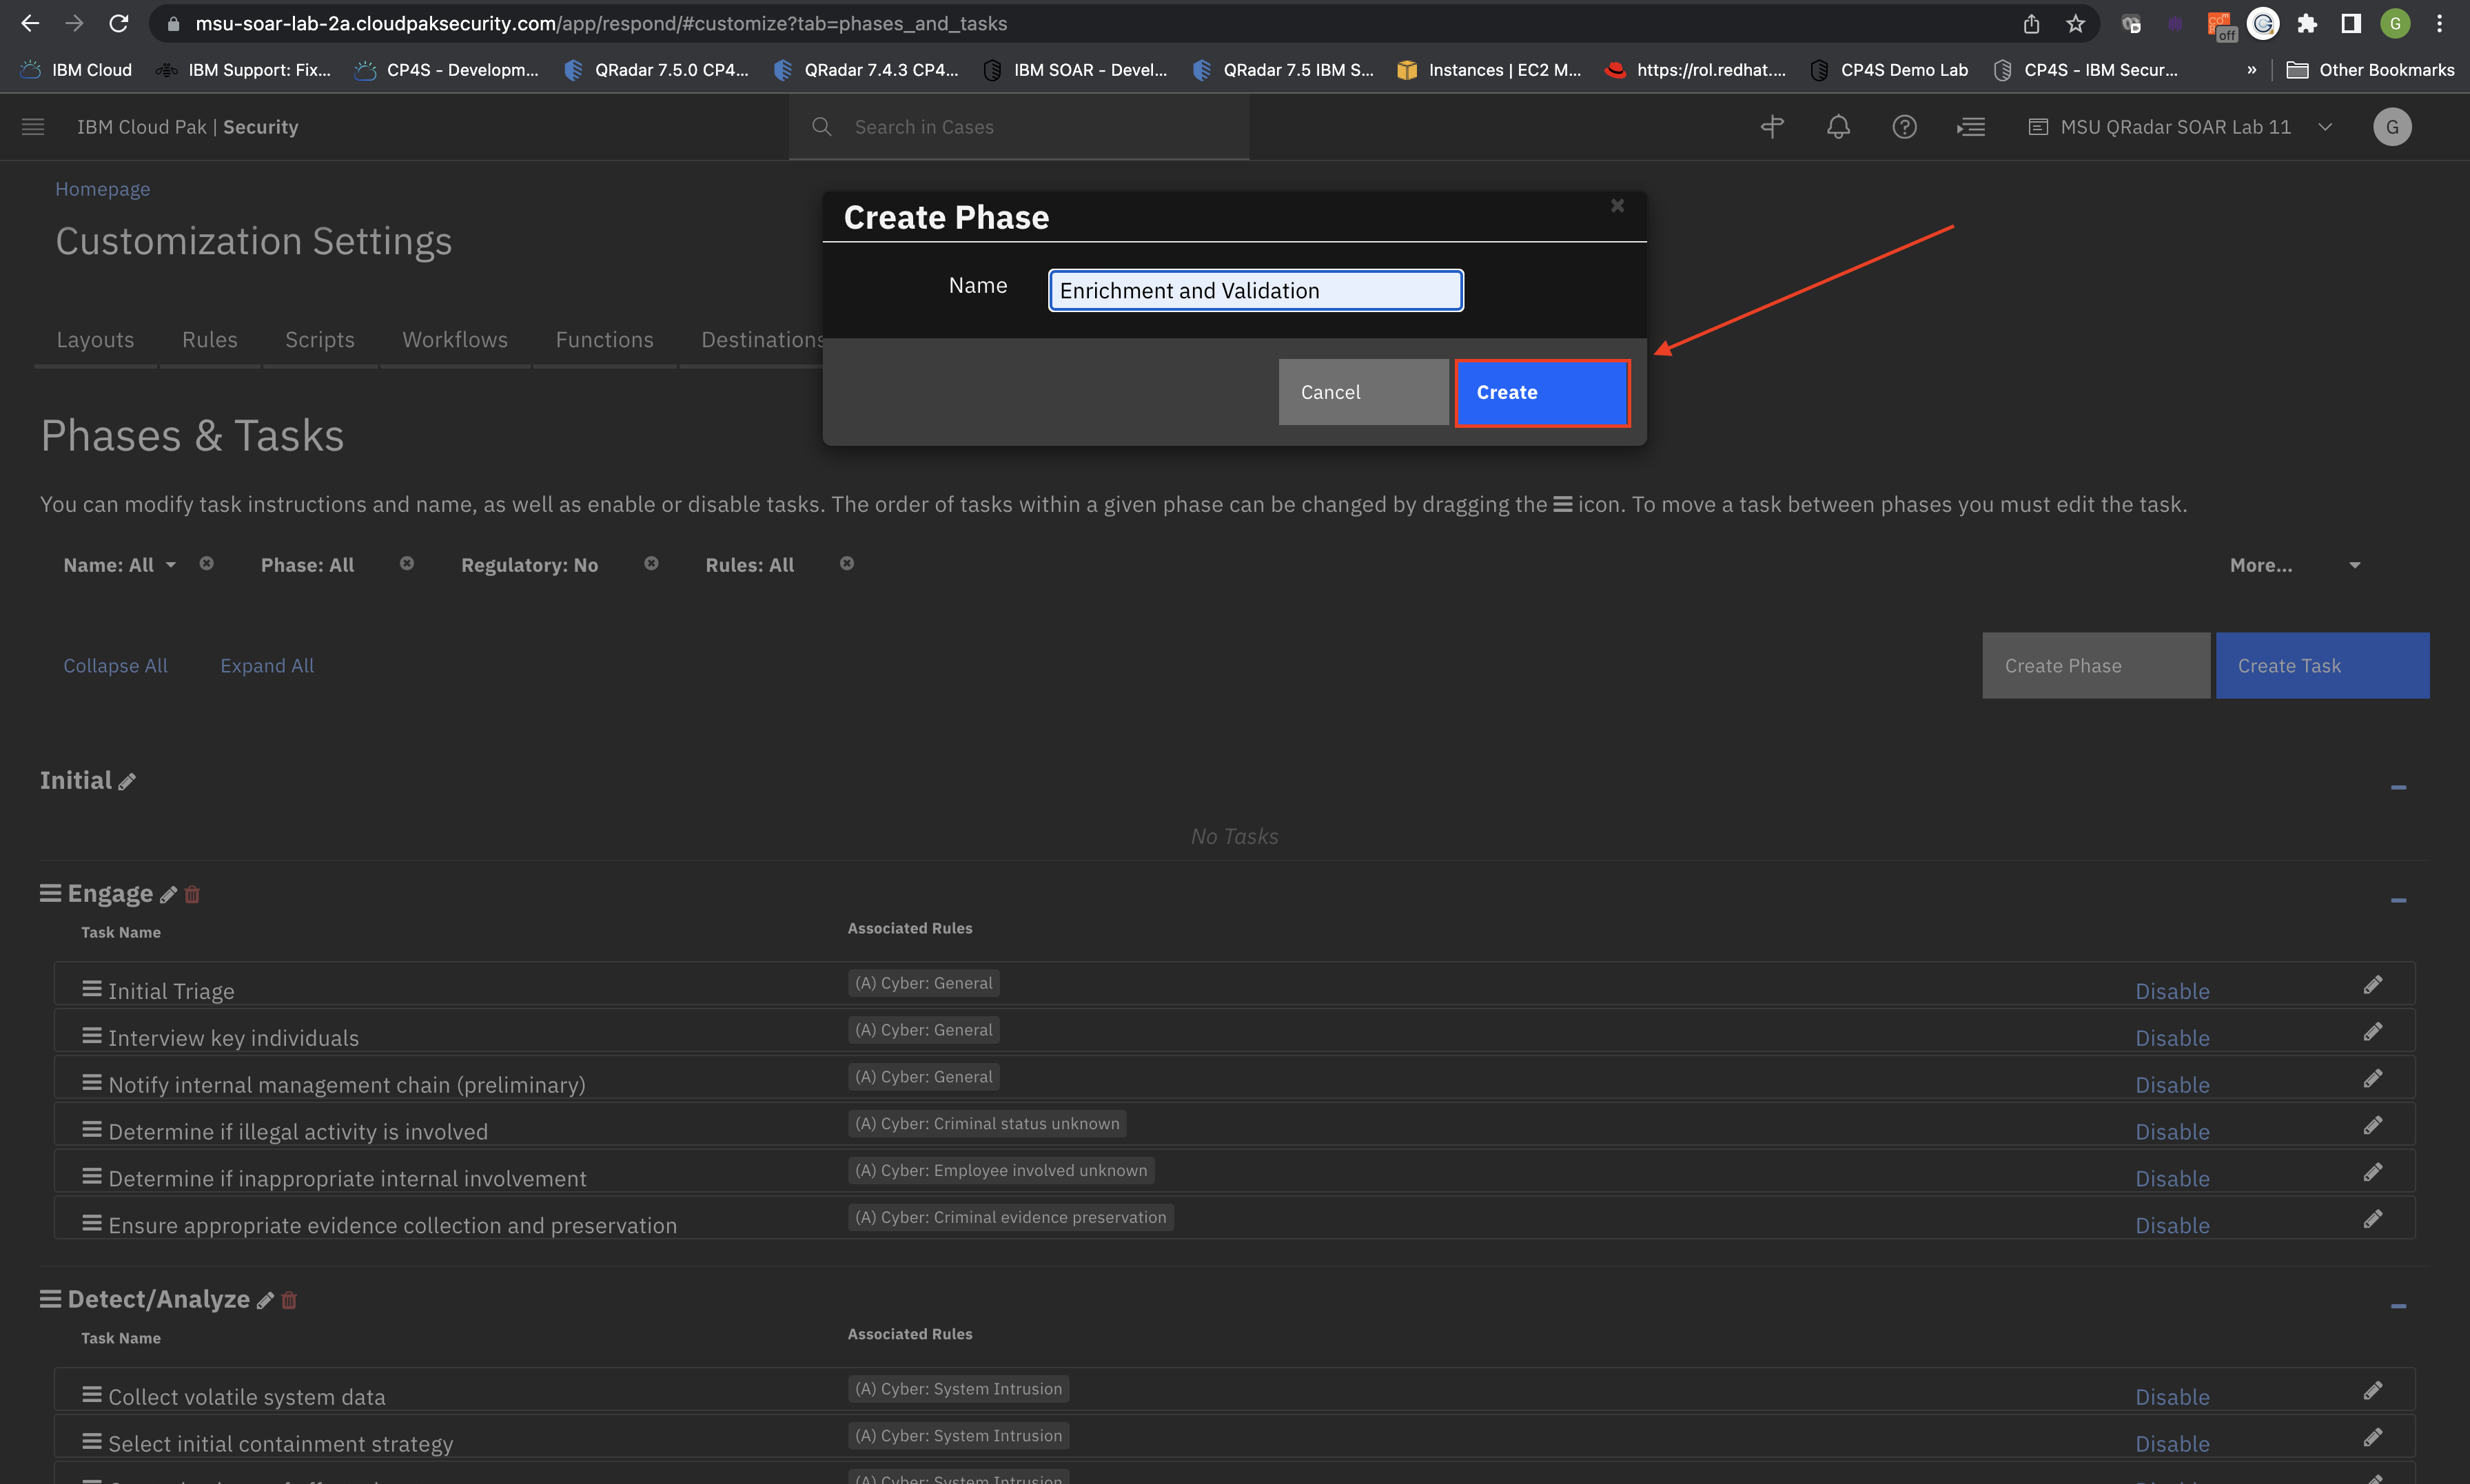 msu-soar-lab-2a.cloudpaksecurity.com/app/respond/#customize?tab=phases_and_tasks
off
G
IBM Cloud
IBM Support: Fix...
CP4S - Developm...
QRadar 7.5.0 CP4...
QRadar 7.4.3 CP4...
IBM SOAR - Devel...
QRadar 7.5 IBM S...
Instances | EC2 M...
https://rol.redhat....
CP4S Demo Lab
CP4S - IBM Secur...
»
Other Bookmarks
IBM Cloud Pak | Security
Search in Cases
MSU QRadar SOAR Lab 11
G
Homepage
Customization Settings
Create Phase
Name
Enrichment and Validation
Cancel
Create
Layouts
Rules
Scripts
Workflows
Functions
Destinations
Phases & Tasks
You can modify task instructions and name, as well as enable or disable tasks. The order of tasks within a given phase can be changed by dragging the icon. To move a task between phases you must edit the task.
Name: All
Phase: All
Regulatory: No
Rules: All
More...
Collapse All
Expand All
Create Phase
Create Task
Initial
No Tasks
Engage
Task Name
Associated Rules
Initial Triage
(A) Cyber: General
Disable
Interview key individuals
(A) Cyber: General
Disable
Notify internal management chain (preliminary)
(A) Cyber: General
Disable
Determine if illegal activity is involved
(A) Cyber: Criminal status unknown
Disable
Determine if inappropriate internal involvement
(A) Cyber: Employee involved unknown
Disable
Ensure appropriate evidence collection and preservation
(A) Cyber: Criminal evidence preservation
Disable
Detect/Analyze
Task Name
Associated Rules
Collect volatile system data
(A) Cyber: System Intrusion
Disable
Select initial containment strategy
(A) Cyber: System Intrusion
Disable
(A) Cyber: System Intrusion